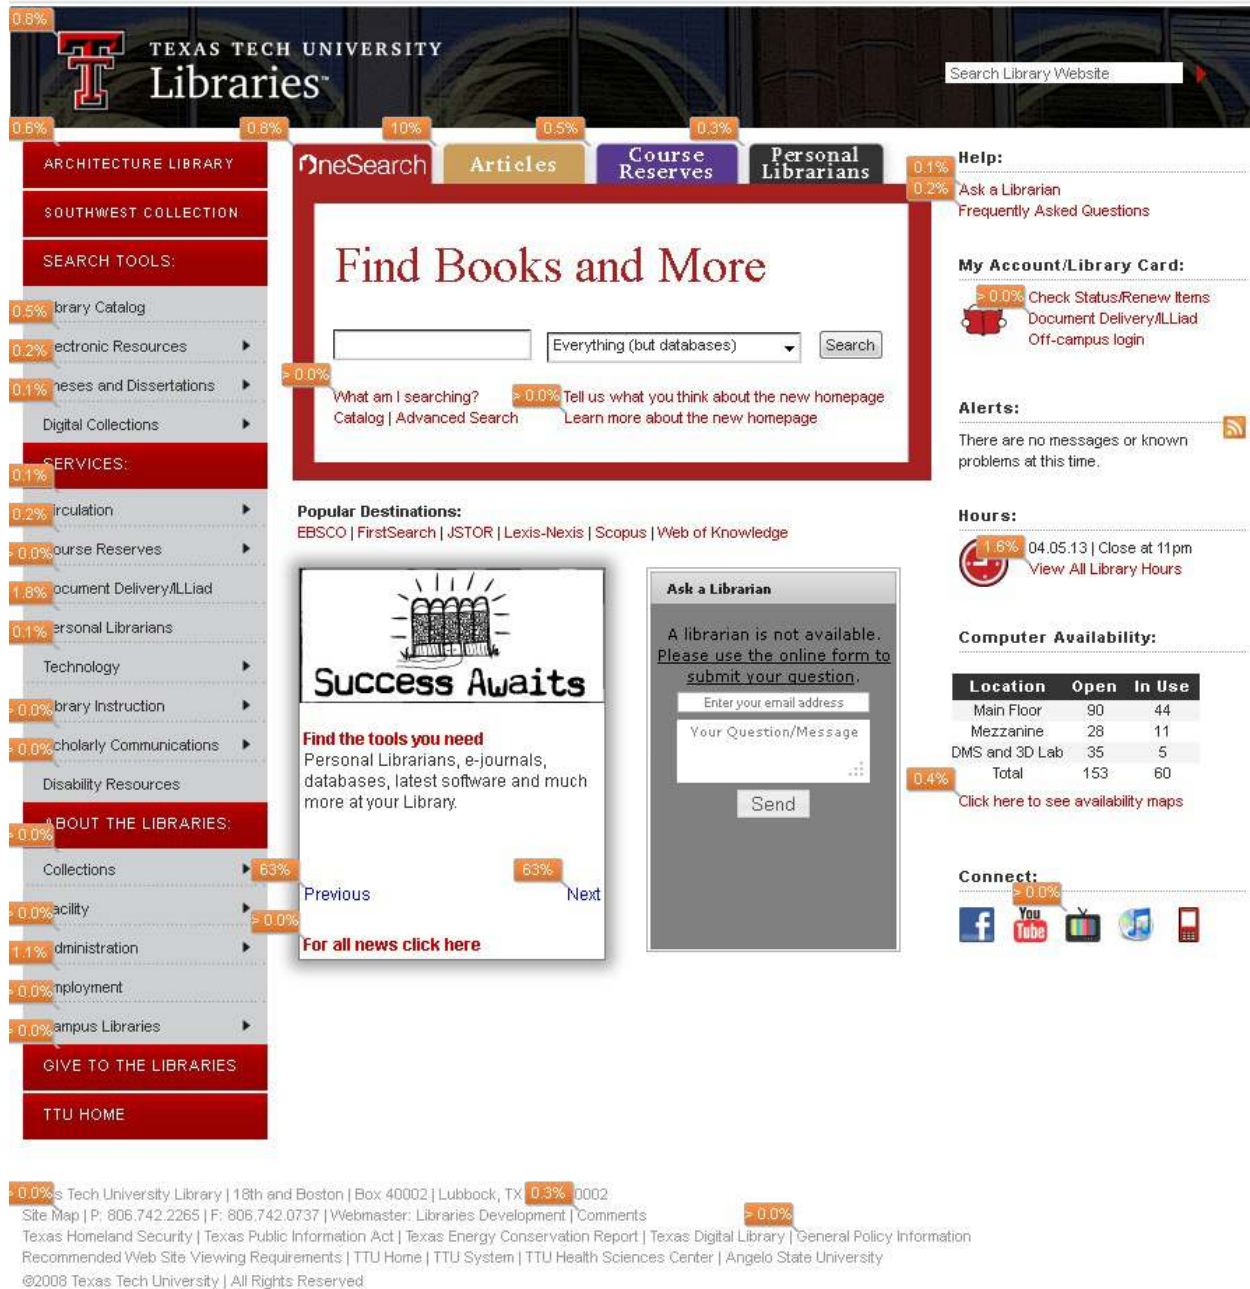 0.8%
TEXAS TECH UNIVERSITY
Libraries™
Search Library Website
0.6%
0.8%
10%
0.5%
0.3%
ARCHITECTURE LIBRARY
SOUTHWEST COLLECTION
SEARCH TOOLS:
0.5% brary Catalog
0.2% ectronic Resources
0.1% heses and Dissertations
Digital Collections
SERVICES:
0.1%
0.2% irculation
> 0.0% ourse Reserves
1.8% ocument Delivery/ILLiad
0.1% ersonal Librarians
Technology
> 0.0% brary Instruction
> 0.0% cholarly Communications
Disability Resources
ABOUT THE LIBRARIES:
> 0.0%
Collections
> 0.0% acility
1.1% dministration
> 0.0% mployment
> 0.0% ampus Libraries
GIVE TO THE LIBRARIES
TTU HOME
OneSearch
Articles
Course Reserves
Personal Librarians
Find Books and More
Everything (but databases)
Search
> 0.0%
What am I searching?
Catalog | Advanced Search
> 0.0% Tell us what you think about the new homepage
Learn more about the new homepage
Popular Destinations:
EBSCO | FirstSearch | JSTOR | Lexis-Nexis | Scopus | Web of Knowledge
Success Awaits
Find the tools you need
Personal Librarians, e-journals,
databases, latest software and much
more at your Library.
63%
63%
Previous
Next
> 0.0%
For all news click here
Ask a Librarian
A librarian is not available.
Please use the online form to
submit your question.
Enter your email address
Your Question/Message
Send
Help:
0.1%
0.2% Ask a Librarian
Frequently Asked Questions
My Account/Library Card:
> 0.0% Check Status/Renew Items
Document Delivery/ILLiad
Off-campus login
Alerts:
There are no messages or known
problems at this time.
Hours:
1.6% 04.05.13 | Close at 11pm
View All Library Hours
Computer Availability:
Location Open In Use
Main Floor 90 44
Mezzanine 28 11
DMS and 3D Lab 35 5
Total 153 60
0.4%
Click here to see availability maps
Connect:
> 0.0%
You Tube
> 0.0% s Tech University Library | 18th and Boston | Box 40002 | Lubbock, TX 0.3% 0002
Site Map | P: 806.742.2265 | F: 806.742.0737 | Webmaster: Libraries Development | Comments
> 0.0%
Texas Homeland Security | Texas Public Information Act | Texas Energy Conservation Report | Texas Digital Library | General Policy Information
Recommended Web Site Viewing Requirements | TTU Home | TTU System | TTU Health Sciences Center | Angelo State University
©2008 Texas Tech University | All Rights Reserved